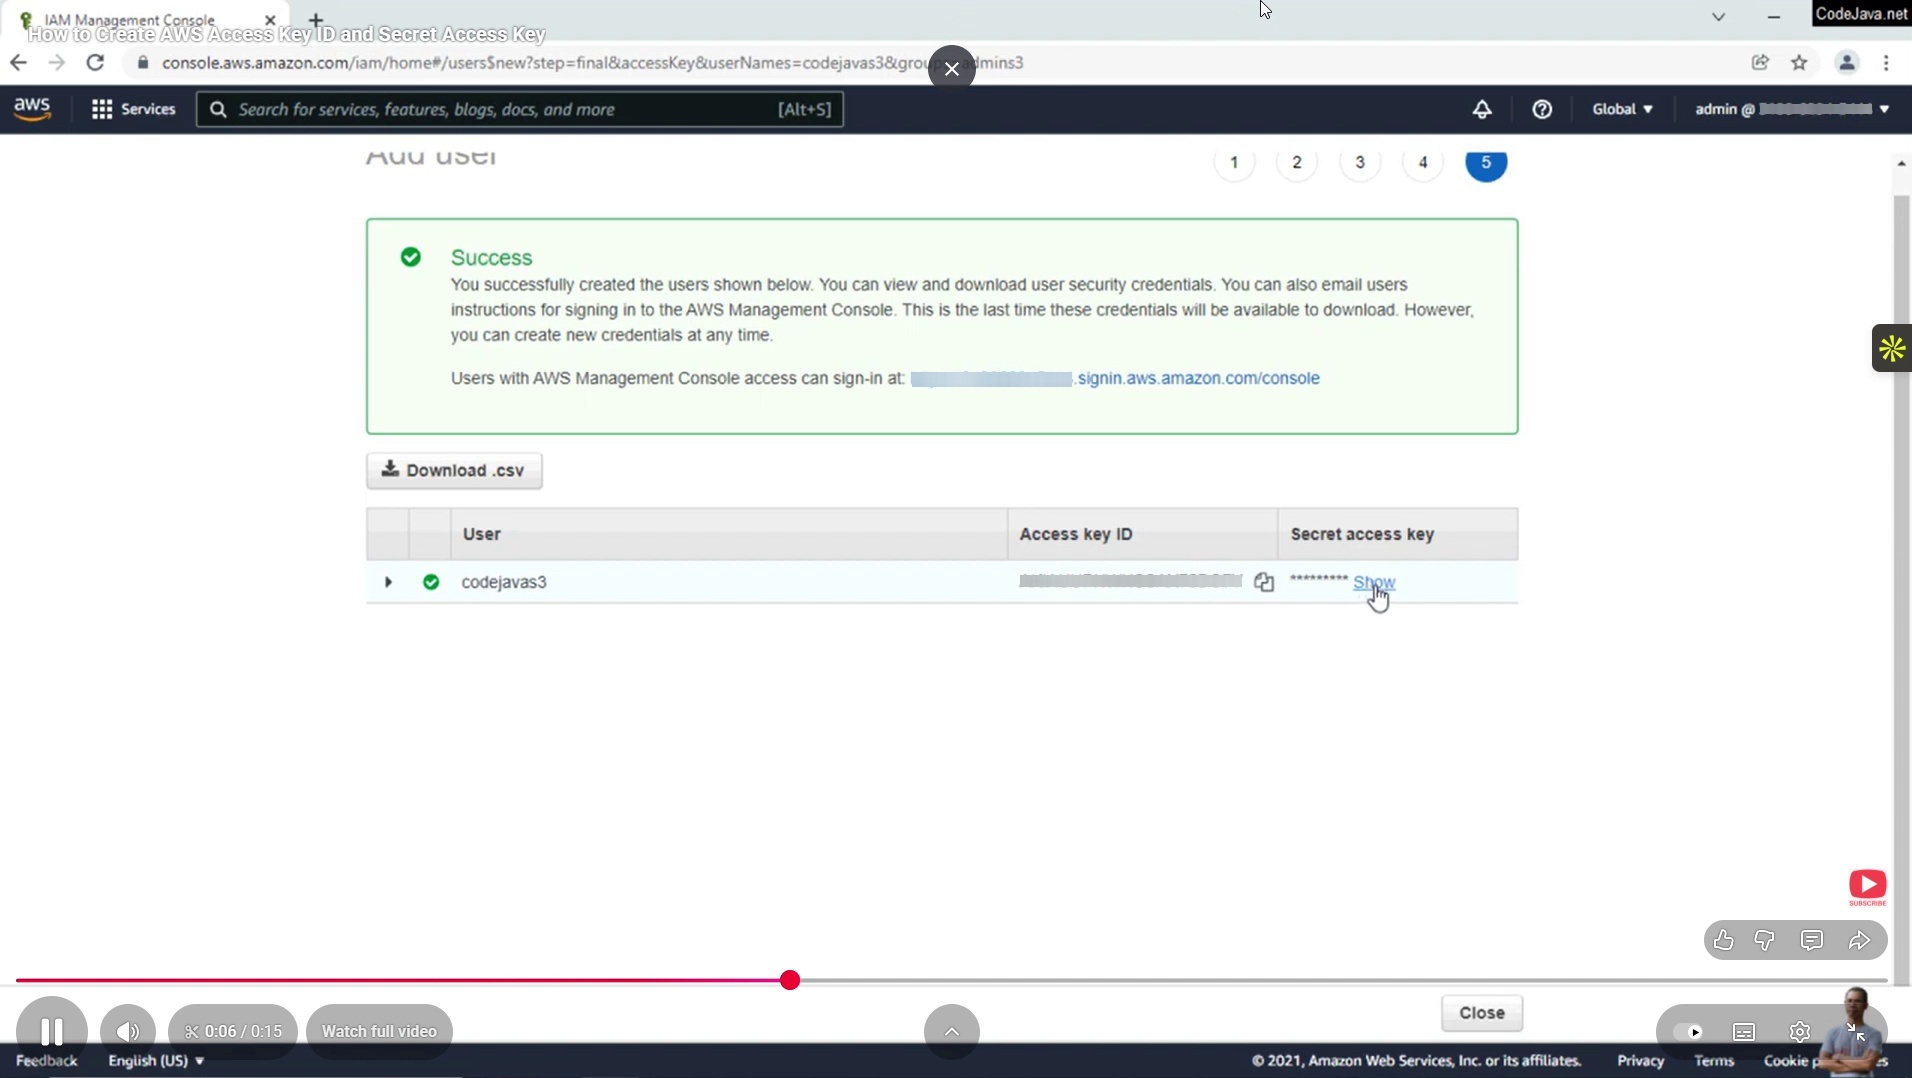 IAM Management Console
CodeJava.net
How to Create AWS Access Key ID and Secret Access Key
console.aws.amazon.com/iam/home#/users$new?step=final&accessKey&userNames=codejavas3&group admins3
aws
Services
Search for services, features, blogs, docs, and more
[Alt+S]
Global
admin @
Add user
1
2
3
4
5
Success
You successfully created the users shown below. You can view and download user security credentials. You can also email users
instructions for signing in to the AWS Management Console. This is the last time these credentials will be available to download. However,
you can create new credentials at any time.
Users with AWS Management Console access can sign-in at: .signin.aws.amazon.com/console
Download .csv
User
Access key ID
Secret access key
codejavas3
********* Show
SUBSCRIBE
0:06 / 0:15
Watch full video
Close
Feedback
English (US)
© 2021, Amazon Web Services, Inc. or its affiliates.
Privacy
Terms
Cookie